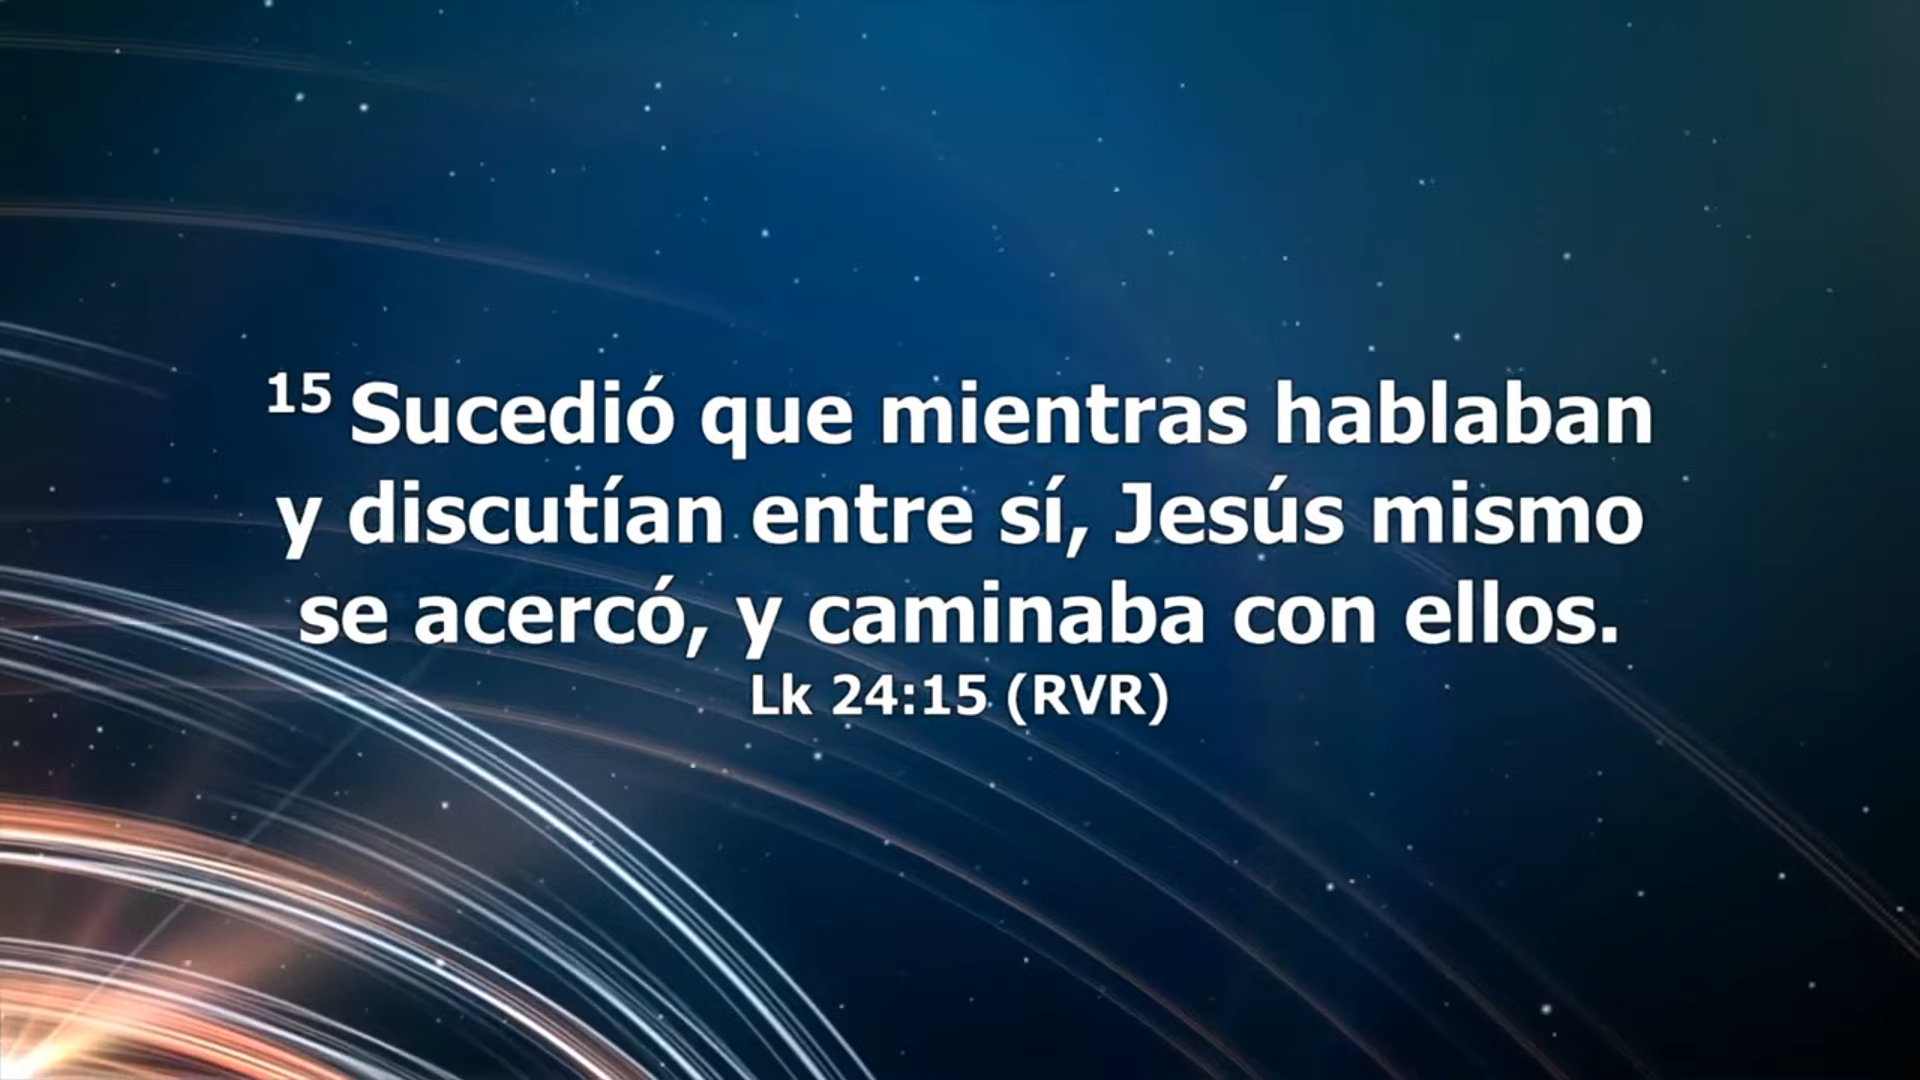 15 Sucedió que mientras hablaban
y discutían entre sí, Jesús mismo
se acercó, y caminaba con ellos.
Lk 24:15 (RVR)